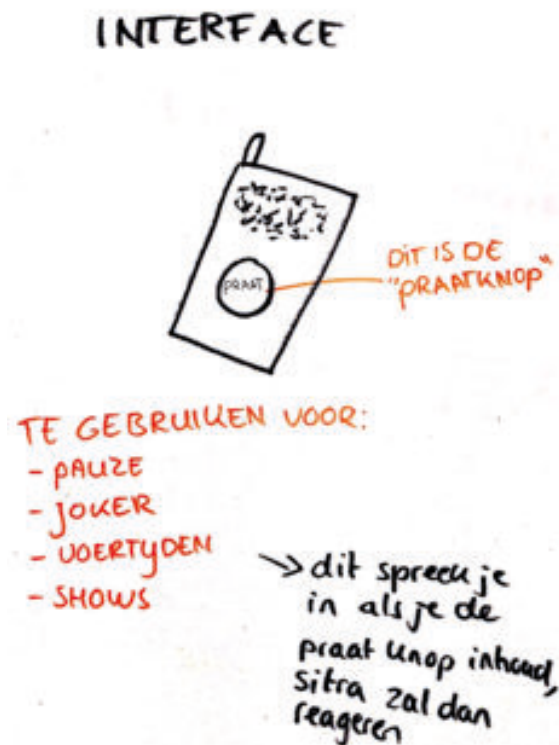 INTERFACE
PRAAT
DIT IS DE
"PRAATKNOP"
TE GEBRUIKEN VOOR:
- PAUZE
- JOKER
- VOERTIJDEN
- SHOWS
→ dit spreek je
in als je de
praat knop inhoud,
sitra zal dan
reageren